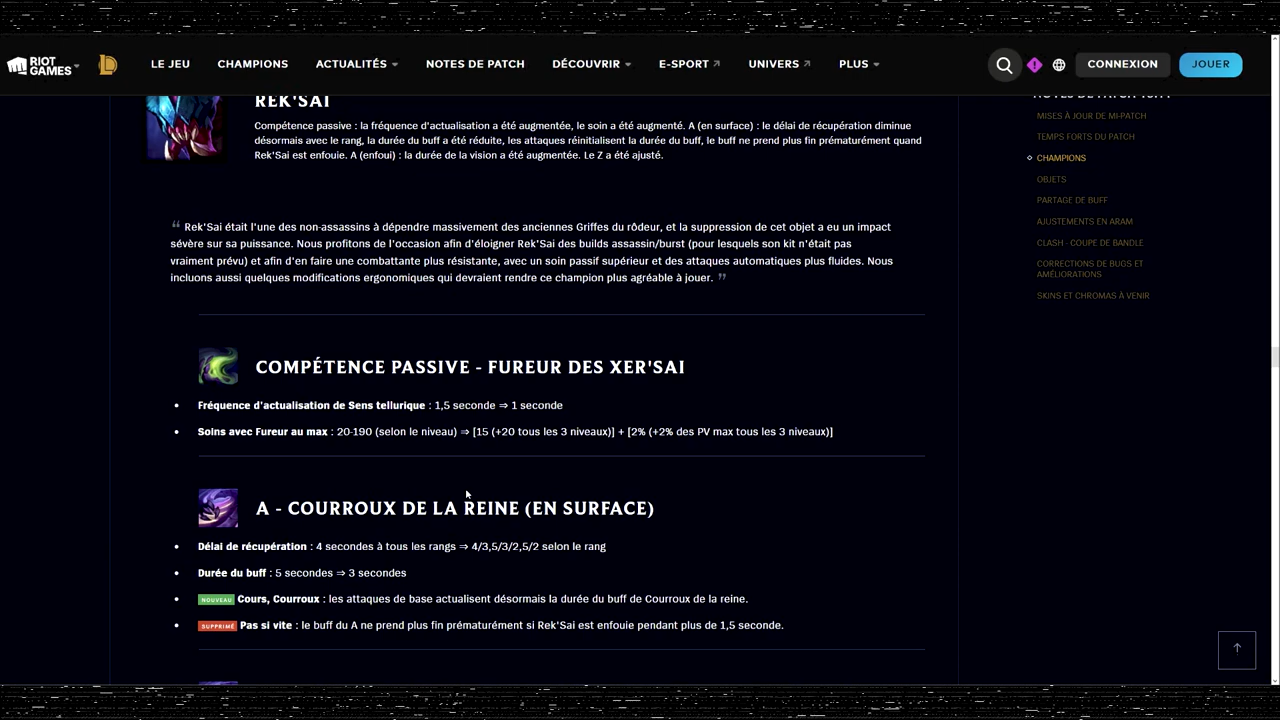 RIOT GAMES
LE JEU
CHAMPIONS
ACTUALITÉS
NOTES DE PATCH
DÉCOUVRIR
E-SPORT
UNIVERS
PLUS
CONNEXION
JOUER
REK'SAI
Compétence passive : la fréquence d'actualisation a été augmentée, le soin a été augmenté. A (en surface) : le délai de récupération diminue
désormais avec le rang, la durée du buff a été réduite, les attaques réinitialisent la durée du buff, le buff ne prend plus fin prématurément quand
Rek'Sai est enfouie. A (enfoui) : la durée de la vision a été augmentée. Le Z a été ajusté.
“ Rek'Sai était l'une des non-assassins à dépendre massivement des anciennes Griffes du rôdeur, et la suppression de cet objet a eu un impact
sévère sur sa puissance. Nous profitons de l'occasion afin d'éloigner Rek'Sai des builds assassin/burst (pour lesquels son kit n'était pas
vraiment prévu) et afin d'en faire une combattante plus résistante, avec un soin passif supérieur et des attaques automatiques plus fluides. Nous
incluons aussi quelques modifications ergonomiques qui devraient rendre ce champion plus agréable à jouer. ”
COMPÉTENCE PASSIVE - FUREUR DES XER'SAI
• Fréquence d'actualisation de Sens tellurique : 1,5 seconde ⇒ 1 seconde
• Soins avec Fureur au max : 20-190 (selon le niveau) ⇒ [15 (+20 tous les 3 niveaux)] + [2% (+2% des PV max tous les 3 niveaux)]
A - COURROUX DE LA REINE (EN SURFACE)
• Délai de récupération : 4 secondes à tous les rangs ⇒ 4/3,5/3/2,5/2 selon le rang
• Durée du buff : 5 secondes ⇒ 3 secondes
• NOUVEAU Cours, Courroux : les attaques de base actualisent désormais la durée du buff de Courroux de la reine.
• SUPPRIMÉ Pas si vite : le buff du A ne prend plus fin prématurément si Rek'Sai est enfouie pendant plus de 1,5 seconde.
MISES À JOUR DE MI-PATCH
TEMPS FORTS DU PATCH
CHAMPIONS
OBJETS
PARTAGE DE BUFF
AJUSTEMENTS EN ARAM
CLASH - COUPE DE BANDLE
CORRECTIONS DE BUGS ET
AMÉLIORATIONS
SKINS ET CHROMAS À VENIR